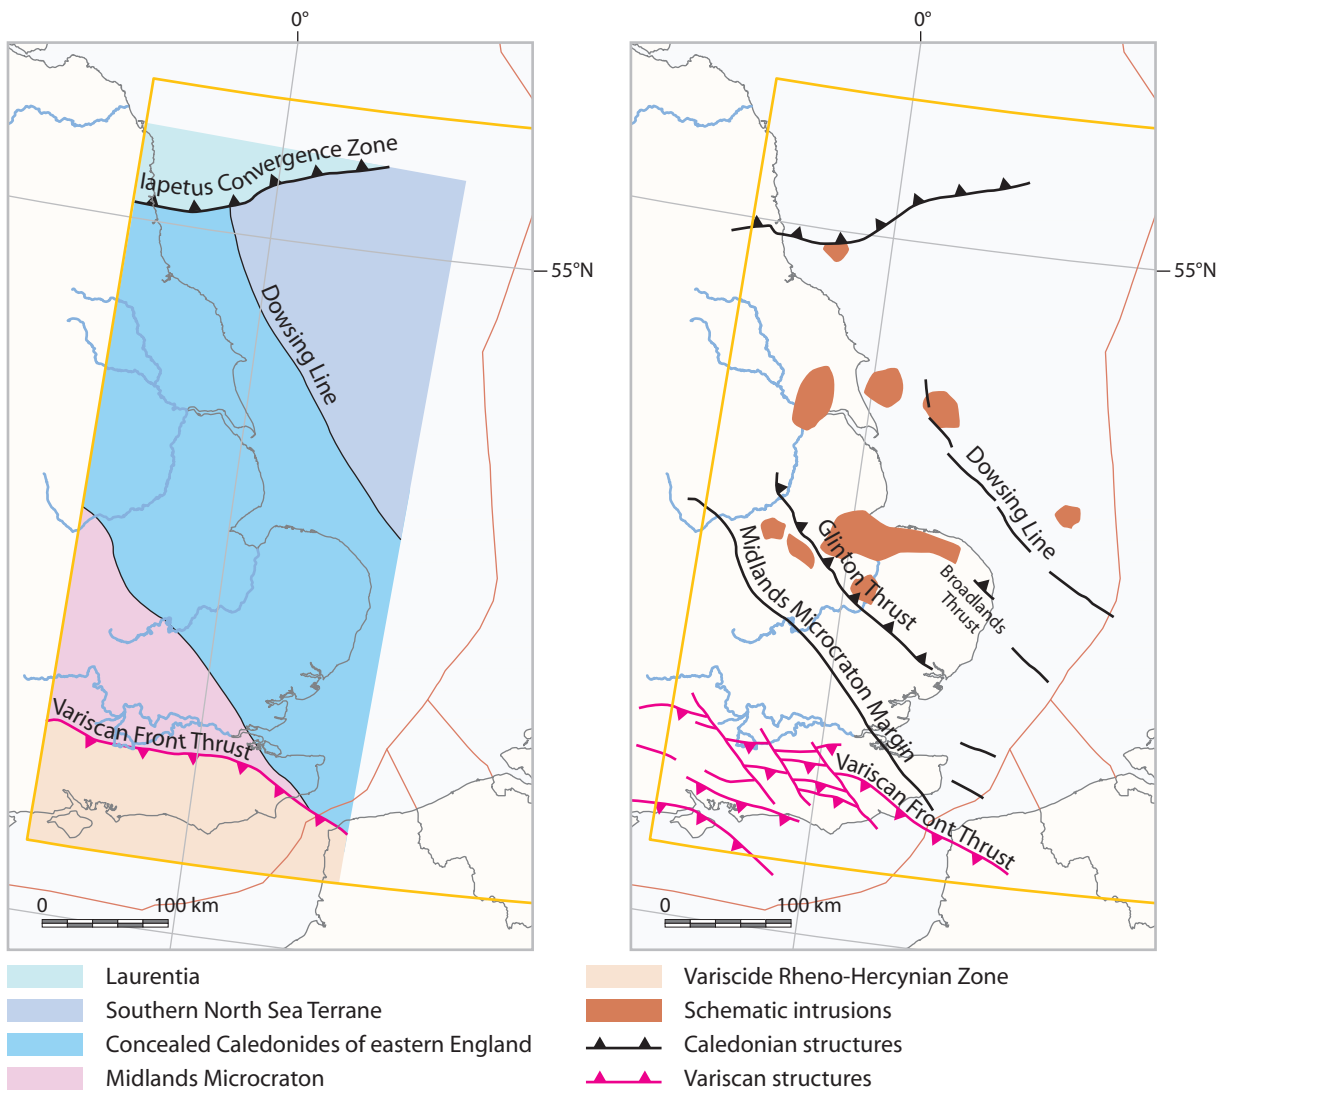 0°
0°
Iapetus Convergence Zone
55°N
55°N
Dowsing Line
Dowsing Line
Glinton Thrust
Midlands Microcraton Margin
Broadlands
Thrust
Variscan Front Thrust
Variscan Front Thrust
0
100 km
0
100 km
Laurentia
Southern North Sea Terrane
Concealed Caledonides of eastern England
Midlands Microcraton
Variscide Rheno-Hercynian Zone
Schematic intrusions
Caledonian structures
Variscan structures